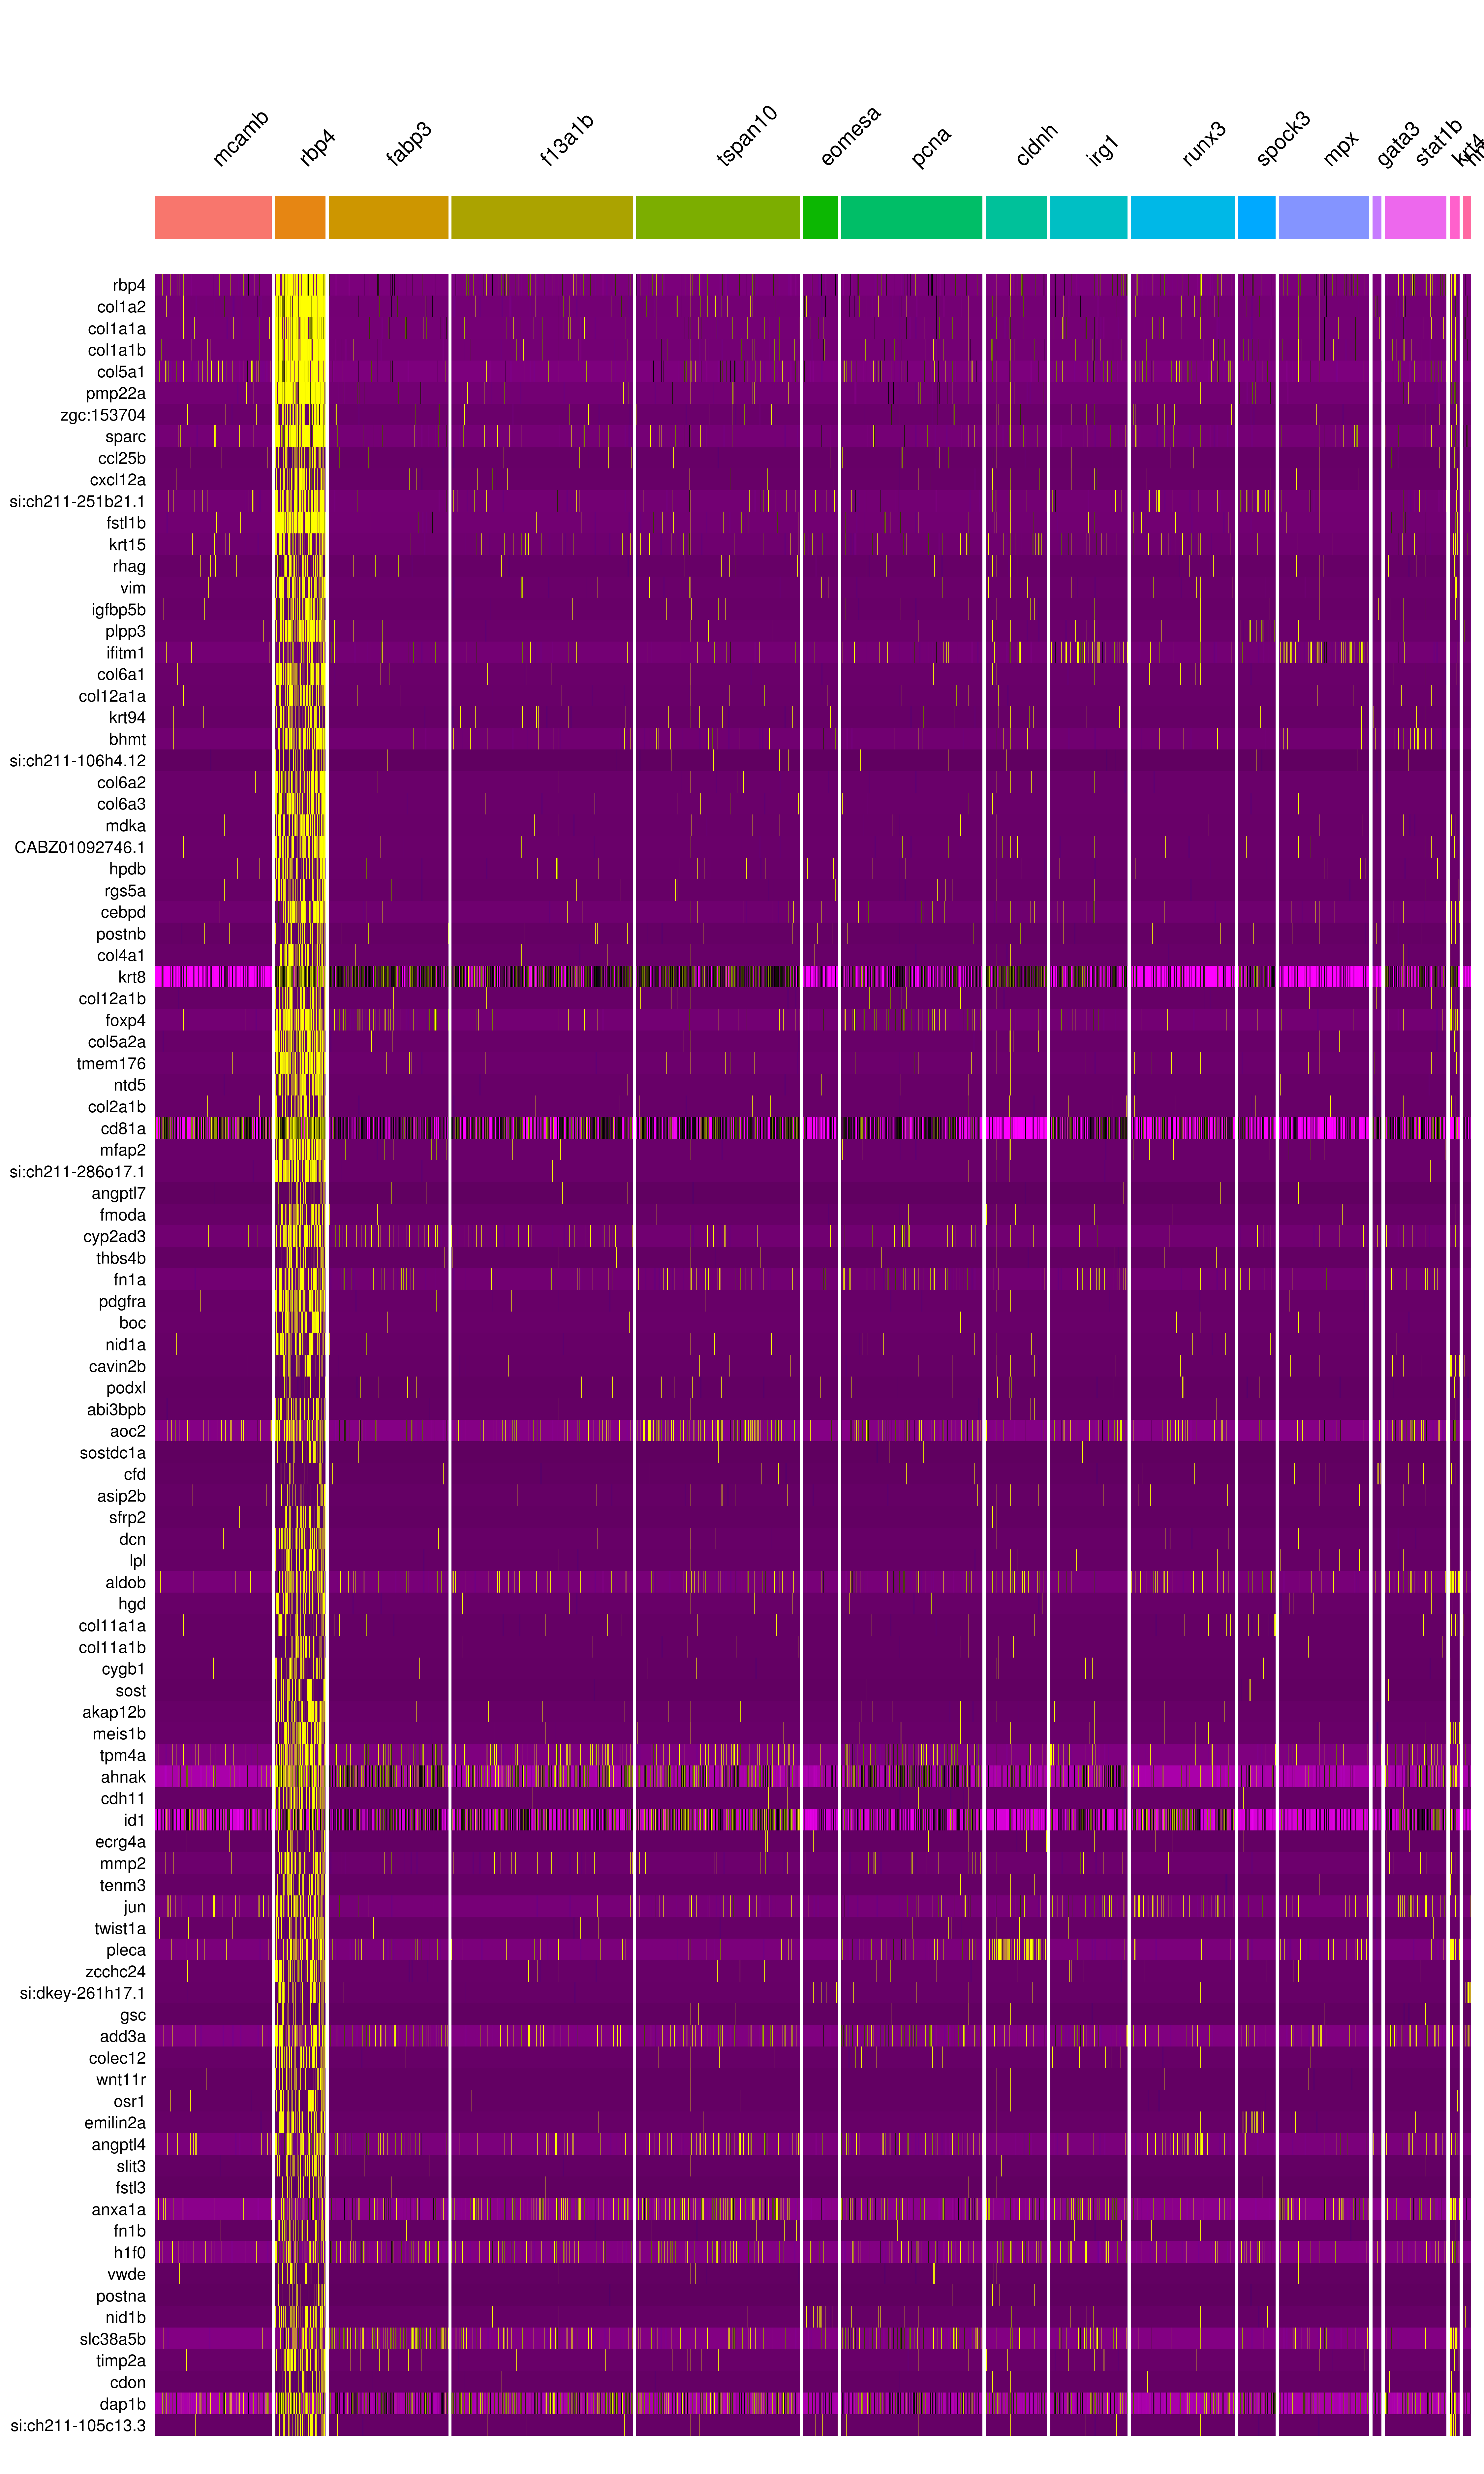 mcamb rbp4 fabp3 f13a1b tspan10 eomesa pcna cldnh irg1 runx3 spock3 mpx gata3 stat1b krt4
rbp4
col1a2
col1a1a
col1a1b
col5a1
pmp22a
zgc:153704
sparc
ccl25b
cxcl12a
si:ch211-251b21.1
fstl1b
krt15
rhag
vim
igfbp5b
plpp3
ifitm1
col6a1
col12a1a
krt94
bhmt
si:ch211-106h4.12
col6a2
col6a3
mdka
CABZ01092746.1
hpdb
rgs5a
cebpd
postnb
col4a1
krt8
col12a1b
foxp4
col5a2a
tmem176
ntd5
col2a1b
cd81a
mfap2
si:ch211-286o17.1
angptl7
fmoda
cyp2ad3
thbs4b
fn1a
pdgfra
boc
nid1a
cavin2b
podxl
abi3bpb
aoc2
sostdc1a
cfd
asip2b
sfrp2
dcn
lpl
aldob
hgd
col11a1a
col11a1b
cygb1
sost
akap12b
meis1b
tpm4a
ahnak
cdh11
id1
ecrg4a
mmp2
tenm3
jun
twist1a
pleca
zcchc24
si:dkey-261h17.1
gsc
add3a
colec12
wnt11r
osr1
emilin2a
angptl4
slit3
fstl3
anxa1a
fn1b
h1f0
vwde
postna
nid1b
slc38a5b
timp2a
cdon
dap1b
si:ch211-105c13.3